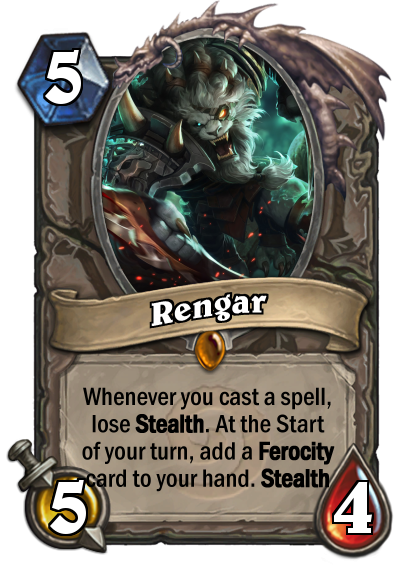 5
Rengar
Whenever you cast a spell,
lose Stealth. At the Start
of your turn, add a Ferocity
card to your hand. Stealth
5
4